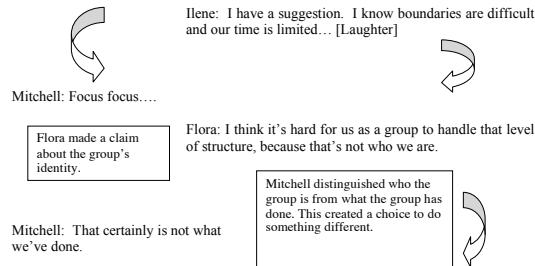 Ilene: I have a suggestion. I know boundaries are difficult
and our time is limited… [Laughter]
Mitchell: Focus focus….
Flora: I think it’s hard for us as a group to handle that level
of structure, because that’s not who we are.
Flora made a claim
about the group’s
identity.
Mitchell distinguished who the
group is from what the group has
done. This created a choice to do
something different.
Mitchell: That certainly is not what
we’ve done.